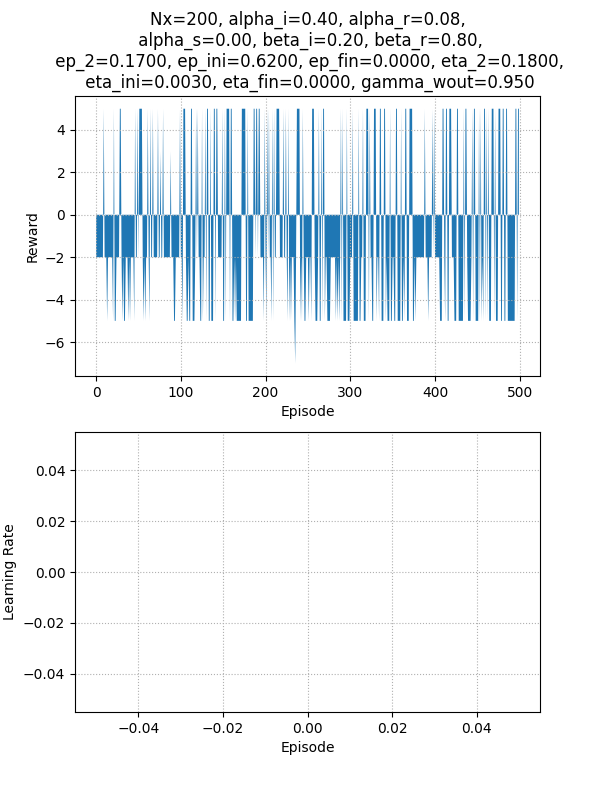 Nx=200, alpha_i=0.40, alpha_r=0.08,
alpha_s=0.00, beta_i=0.20, beta_r=0.80,
ep_2=0.1700, ep_ini=0.6200, ep_fin=0.0000, eta_2=0.1800,
eta_ini=0.0030, eta_fin=0.0000, gamma_wout=0.950
4
2
0
−2
−4
−6
Reward
0 100 200 300 400 500
Episode
0.04
0.02
0.00
−0.02
−0.04
Learning Rate
−0.04 −0.02 0.00 0.02 0.04
Episode